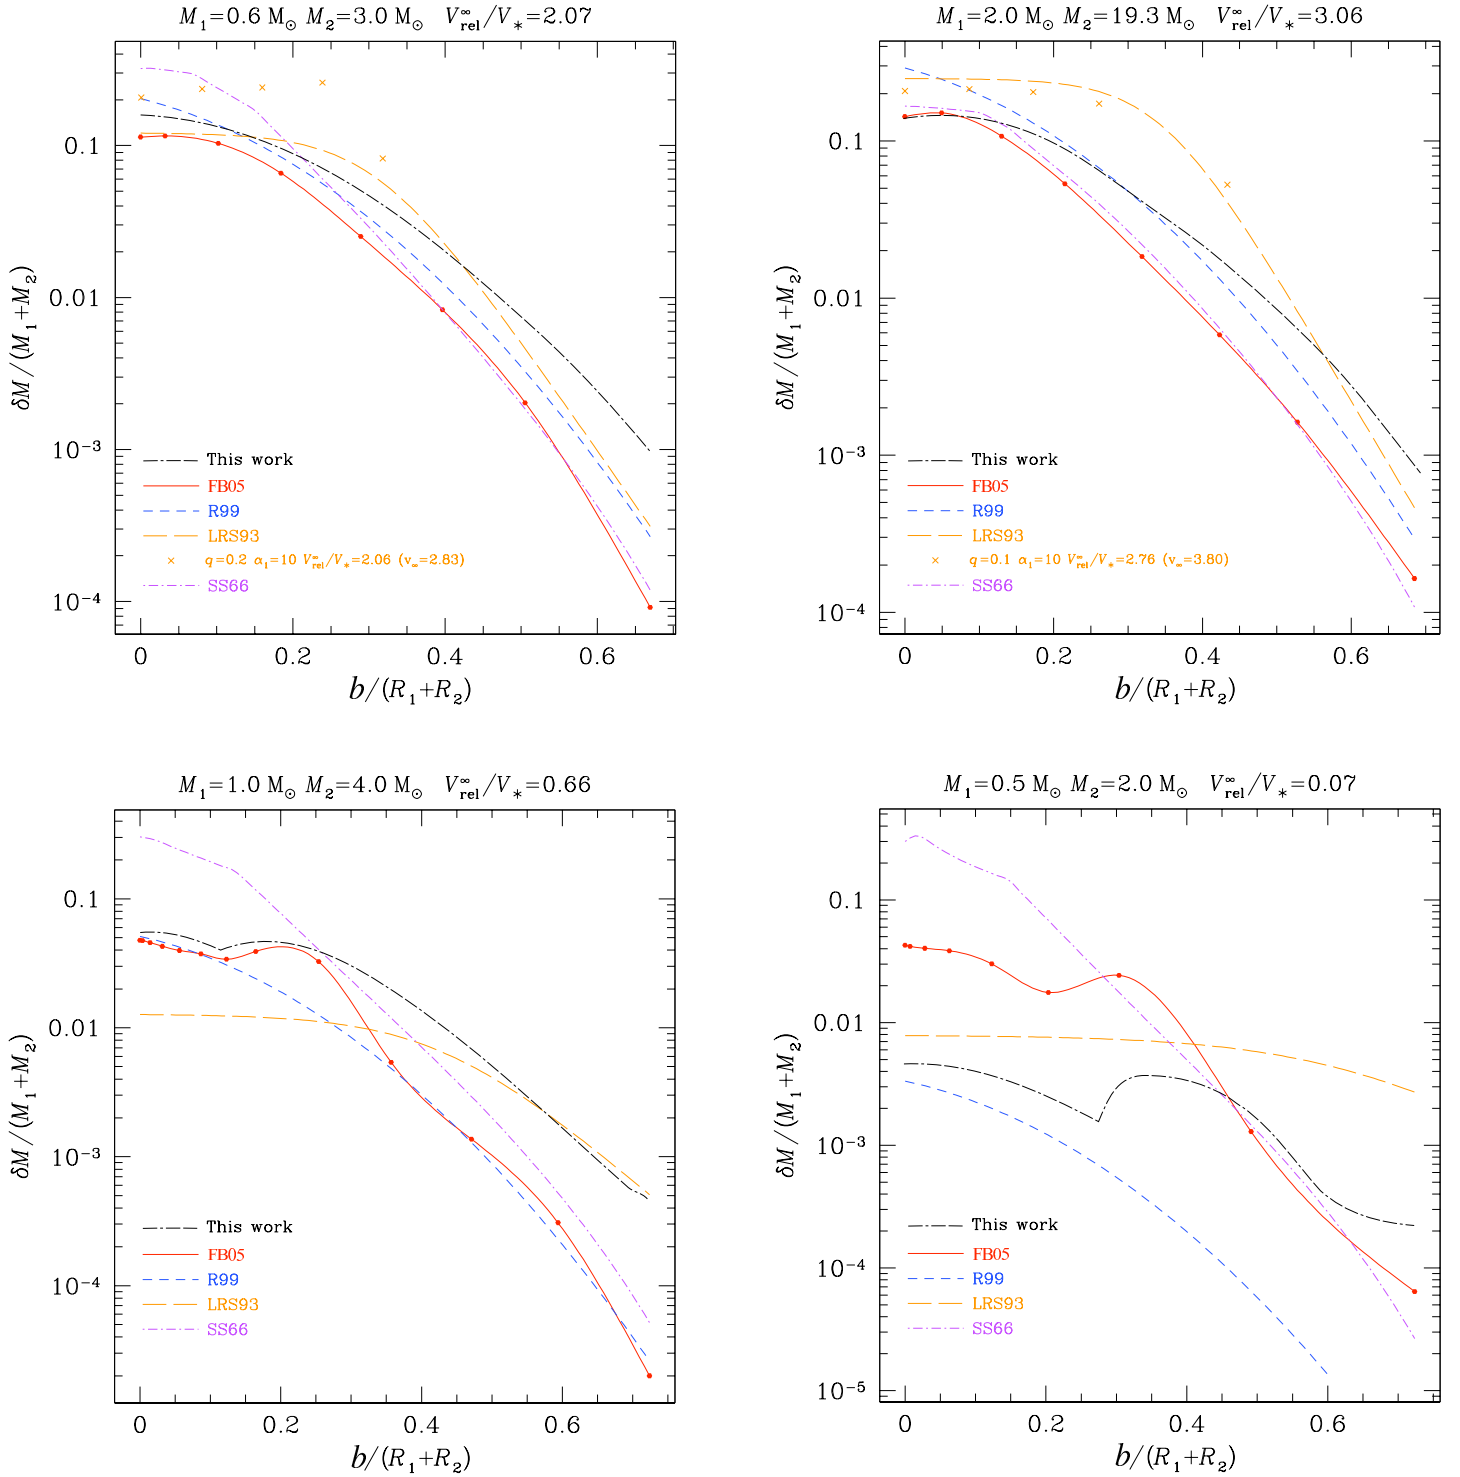 M₁=0.6 M☉ M₂=3.0 M☉ V∞rel/V*=2.07
δM/(M₁+M₂)
0.1
0.01
10⁻³
10⁻⁴
This work
FB05
R99
LRS93
× q=0.2 α₁=10 V∞rel/V*=2.06 (v∞=2.83)
SS66
0 0.2 0.4 0.6
b/(R₁+R₂)
M₁=2.0 M☉ M₂=19.3 M☉ V∞rel/V*=3.06
δM/(M₁+M₂)
0.1
0.01
10⁻³
10⁻⁴
This work
FB05
R99
LRS93
× q=0.1 α₁=10 V∞rel/V*=2.76 (v∞=3.80)
SS66
0 0.2 0.4 0.6
b/(R₁+R₂)
M₁=1.0 M☉ M₂=4.0 M☉ V∞rel/V*=0.66
δM/(M₁+M₂)
0.1
0.01
10⁻³
10⁻⁴
This work
FB05
R99
LRS93
SS66
0 0.2 0.4 0.6
b/(R₁+R₂)
M₁=0.5 M☉ M₂=2.0 M☉ V∞rel/V*=0.07
δM/(M₁+M₂)
0.1
0.01
10⁻³
10⁻⁴
10⁻⁵
This work
FB05
R99
LRS93
SS66
0 0.2 0.4 0.6
b/(R₁+R₂)